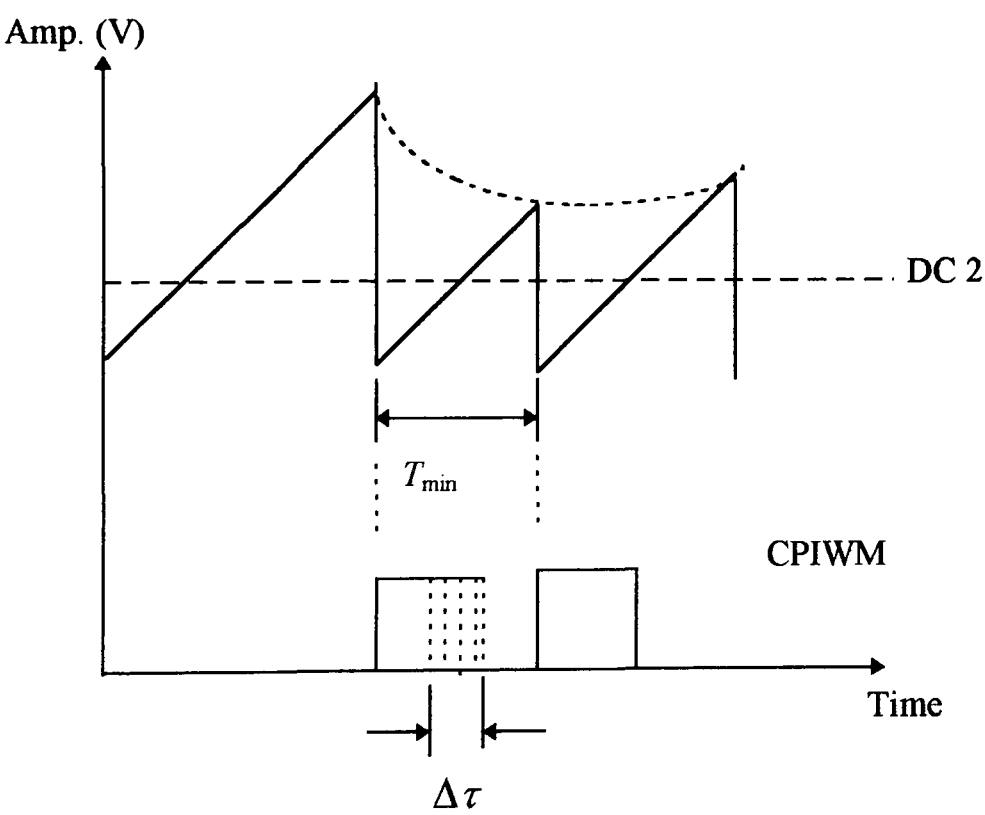 Amp. (V)
DC 2
T_min
CPIWM
Time
Δτ